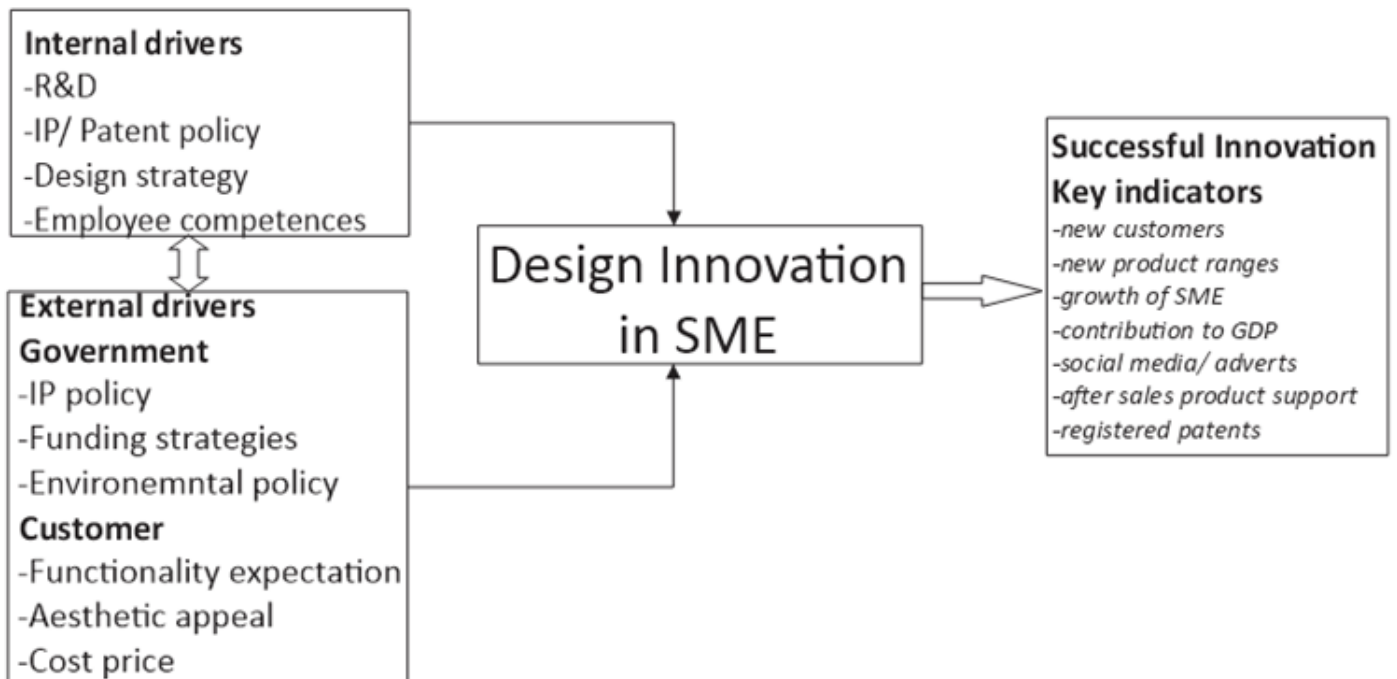 Internal drivers
-R&D
-IP/ Patent policy
-Design strategy
-Employee competences
External drivers
Government
-IP policy
-Funding strategies
-Environemntal policy
Customer
-Functionality expectation
-Aesthetic appeal
-Cost price
Design Innovation
in SME
Successful Innovation
Key indicators
-new customers
-new product ranges
-growth of SME
-contribution to GDP
-social media/ adverts
-after sales product support
-registered patents